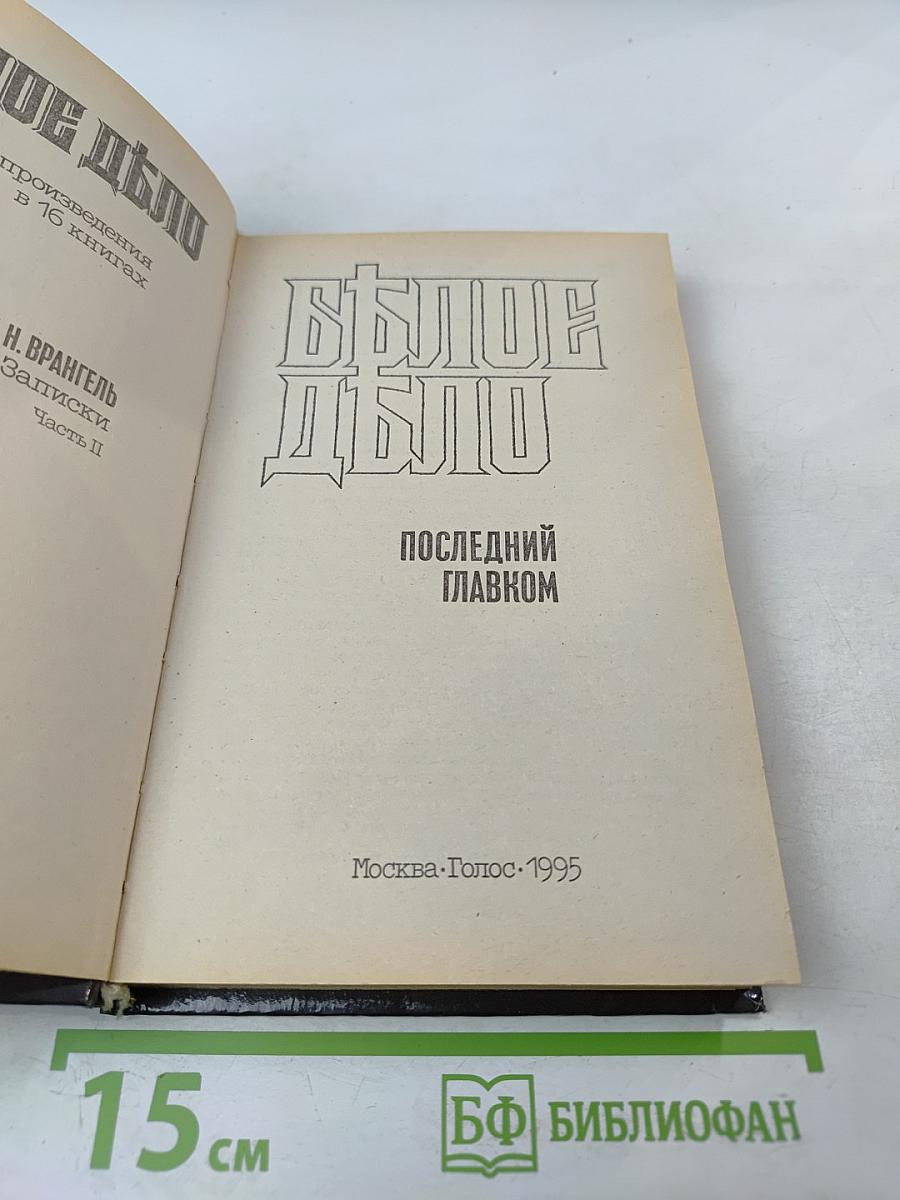 ДѢЛО
произведения
в 16 книгах
Н. ВРАНГЕЛЬ
Записки
Часть II
БѢЛОЕ
ДѢЛО
ПОСЛЕДНИЙ
ГЛАВКОМ
Москва·Голос·1995
15 см
БФ БИБЛИОФАН